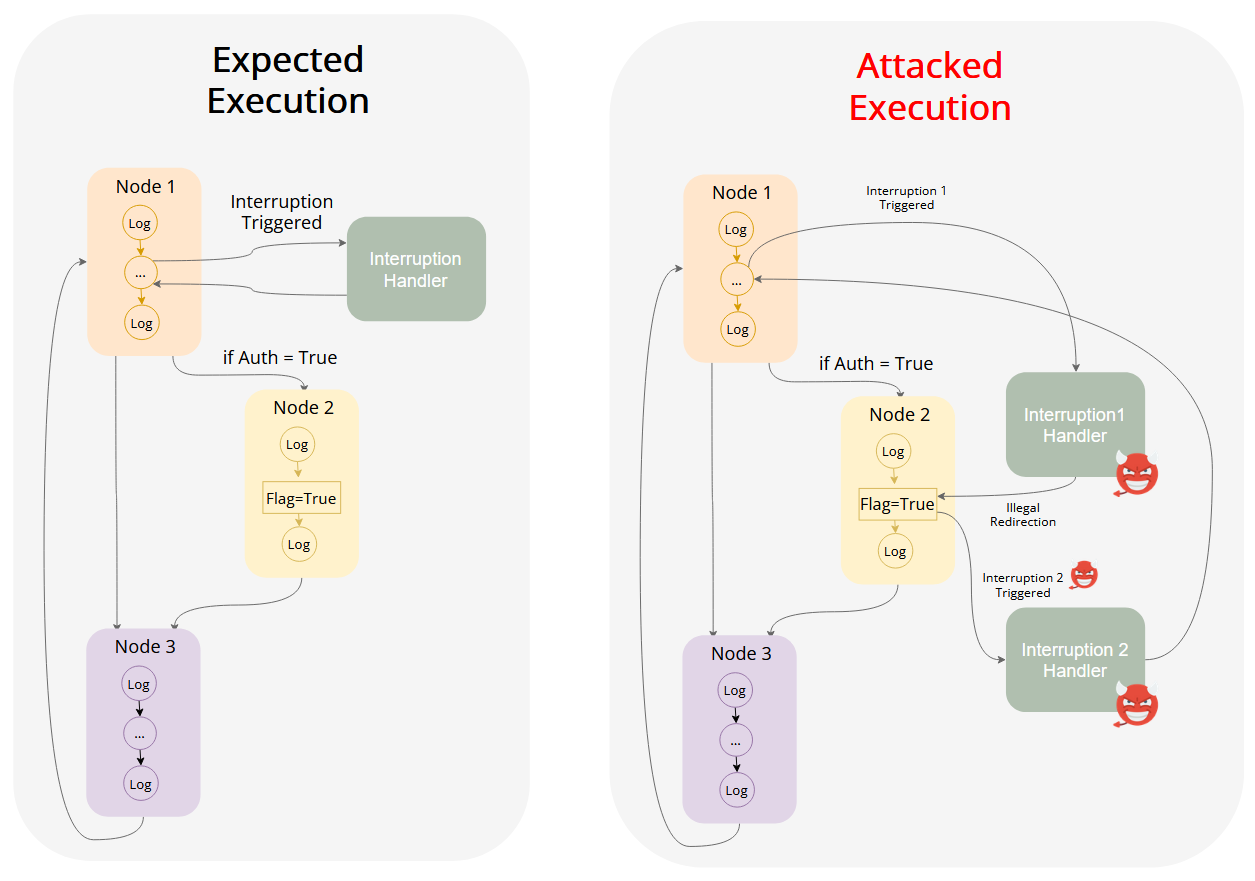 Expected
Execution
Node 1
Log
...
Log
Interruption
Triggered
Interruption
Handler
if Auth = True
Node 2
Log
Flag=True
Log
Node 3
Log
...
Log
Attacked
Execution
Node 1
Log
...
Log
Interruption 1
Triggered
if Auth = True
Node 2
Log
Flag=True
Log
Interruption1
Handler
Illegal
Redirection
Interruption 2
Triggered
Interruption 2
Handler
Node 3
Log
...
Log